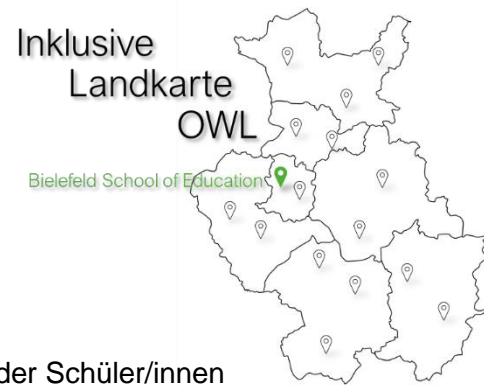 Inklusive
Landkarte
OWL
Bielefeld School of Education
der Schüler/innen